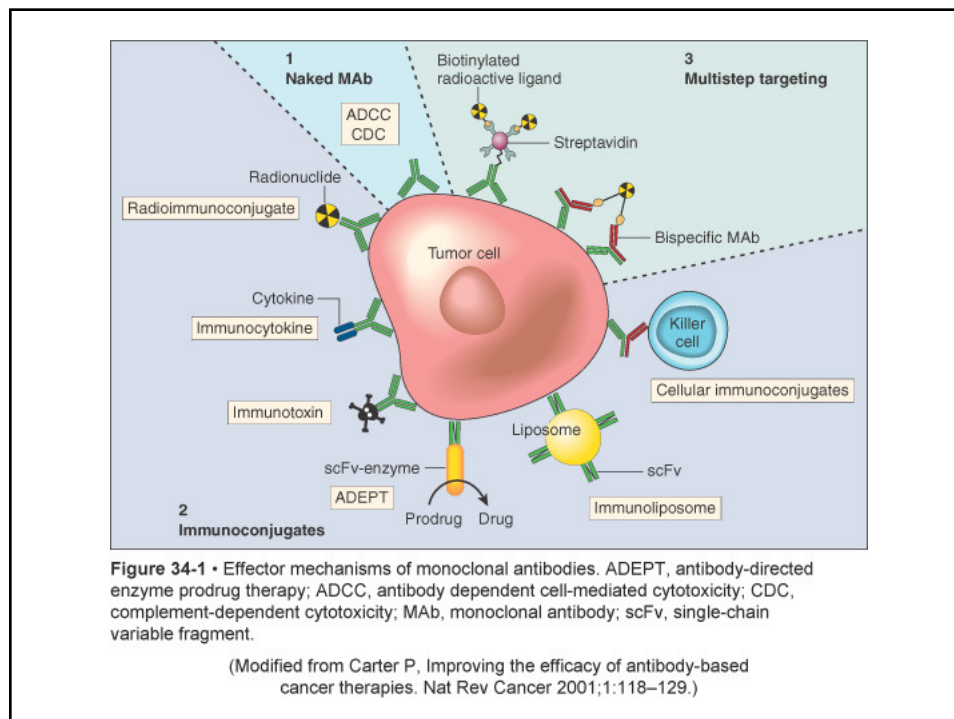 1
Naked MAb
ADCC
CDC
Biotinylated
radioactive ligand
3
Multistep targeting
Streptavidin
Radionuclide
Radioimmunoconjugate
Bispecific MAb
Tumor cell
Cytokine
Immunocytokine
Killer
cell
Cellular immunoconjugates
Immunotoxin
Liposome
scFv-enzyme
scFv
ADEPT
Immunoliposome
Prodrug Drug
2
Immunoconjugates
Figure 34-1 • Effector mechanisms of monoclonal antibodies. ADEPT, antibody-directed
enzyme prodrug therapy; ADCC, antibody dependent cell-mediated cytotoxicity; CDC,
complement-dependent cytotoxicity; MAb, monoclonal antibody; scFv, single-chain
variable fragment.
(Modified from Carter P, Improving the efficacy of antibody-based
cancer therapies. Nat Rev Cancer 2001;1:118–129.)